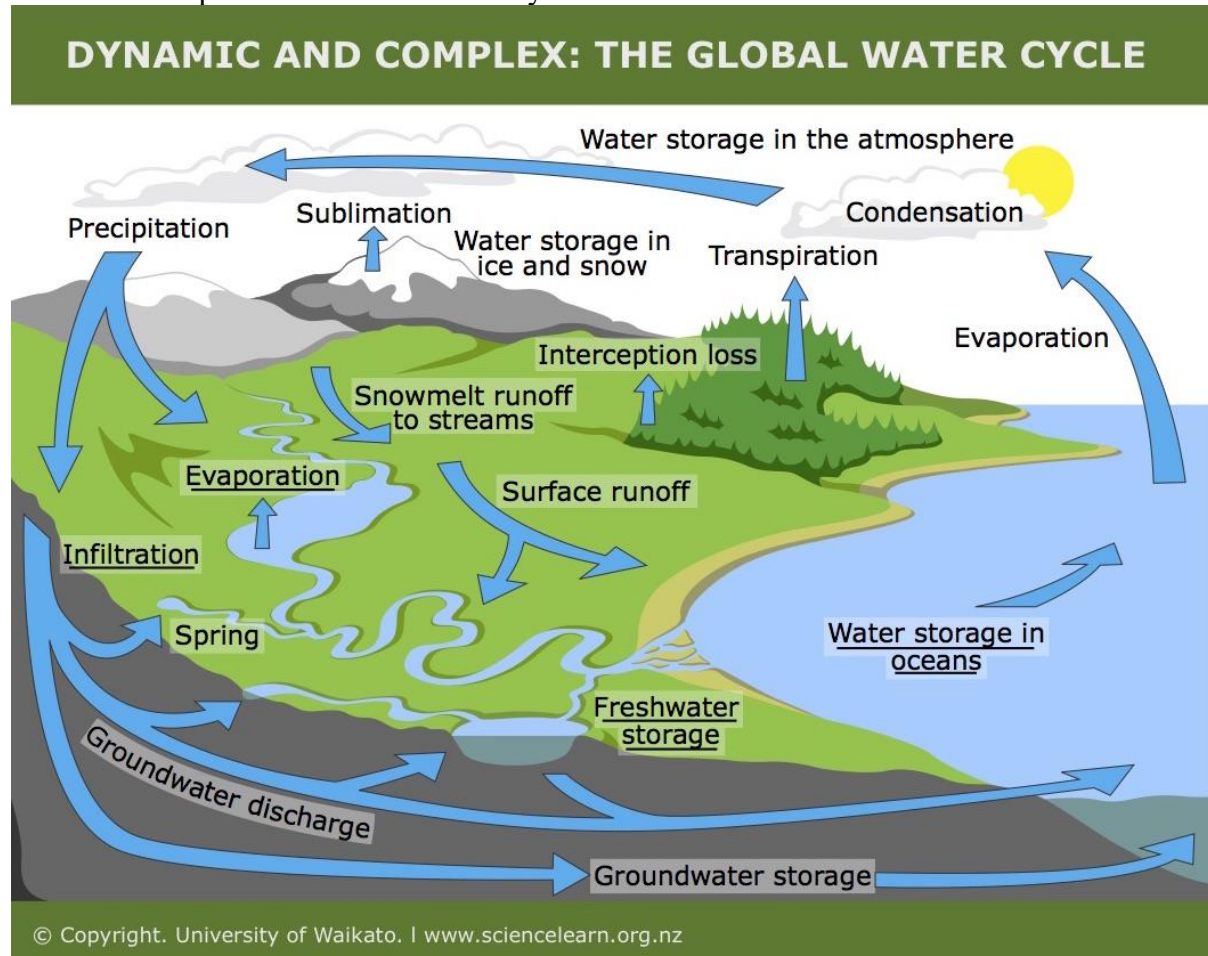 DYNAMIC AND COMPLEX: THE GLOBAL WATER CYCLE
Water storage in the atmosphere
Precipitation
Sublimation
Water storage in
ice and snow
Condensation
Transpiration
Evaporation
Interception loss
Snowmelt runoff
to streams
Evaporation
Surface runoff
Infiltration
Spring
Water storage in
oceans
Freshwater
storage
Groundwater discharge
Groundwater storage
© Copyright. University of Waikato. l www.sciencelearn.org.nz